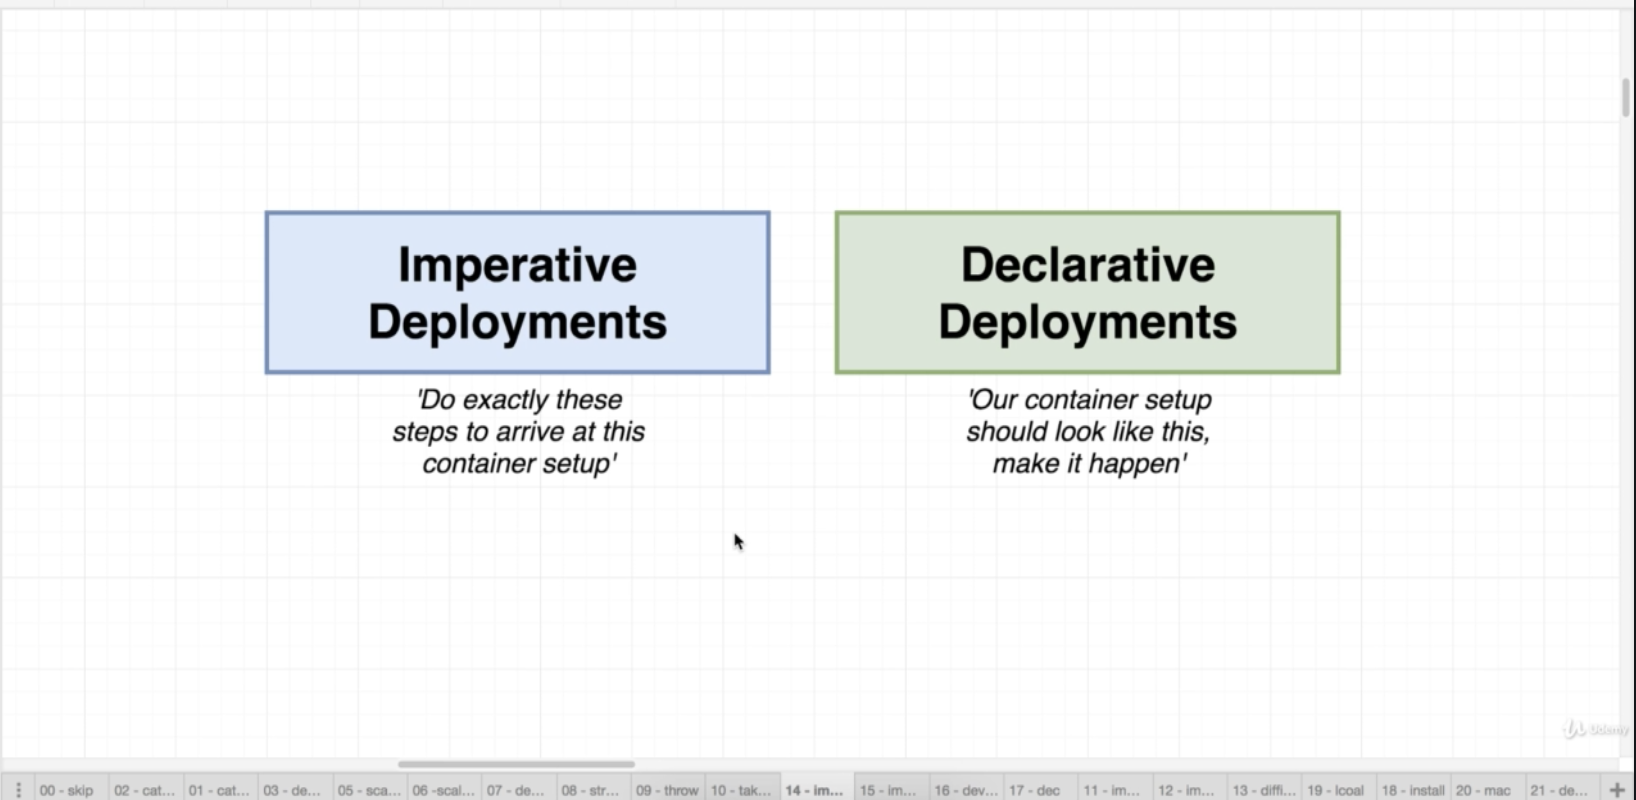 Imperative
Deployments
'Do exactly these
steps to arrive at this
container setup'
Declarative
Deployments
'Our container setup
should look like this,
make it happen'
Udemy
00 - skip
02 - cat...
01 - cat...
03 - de...
05 - sca...
06 -scal...
07 - de...
08 - str...
09 - throw
10 - tak...
14 - im...
15 - im...
16 - dev...
17 - dec
11 - im...
12 - im...
13 - diffi...
19 - lcoal
18 - install
20 - mac
21 - de...